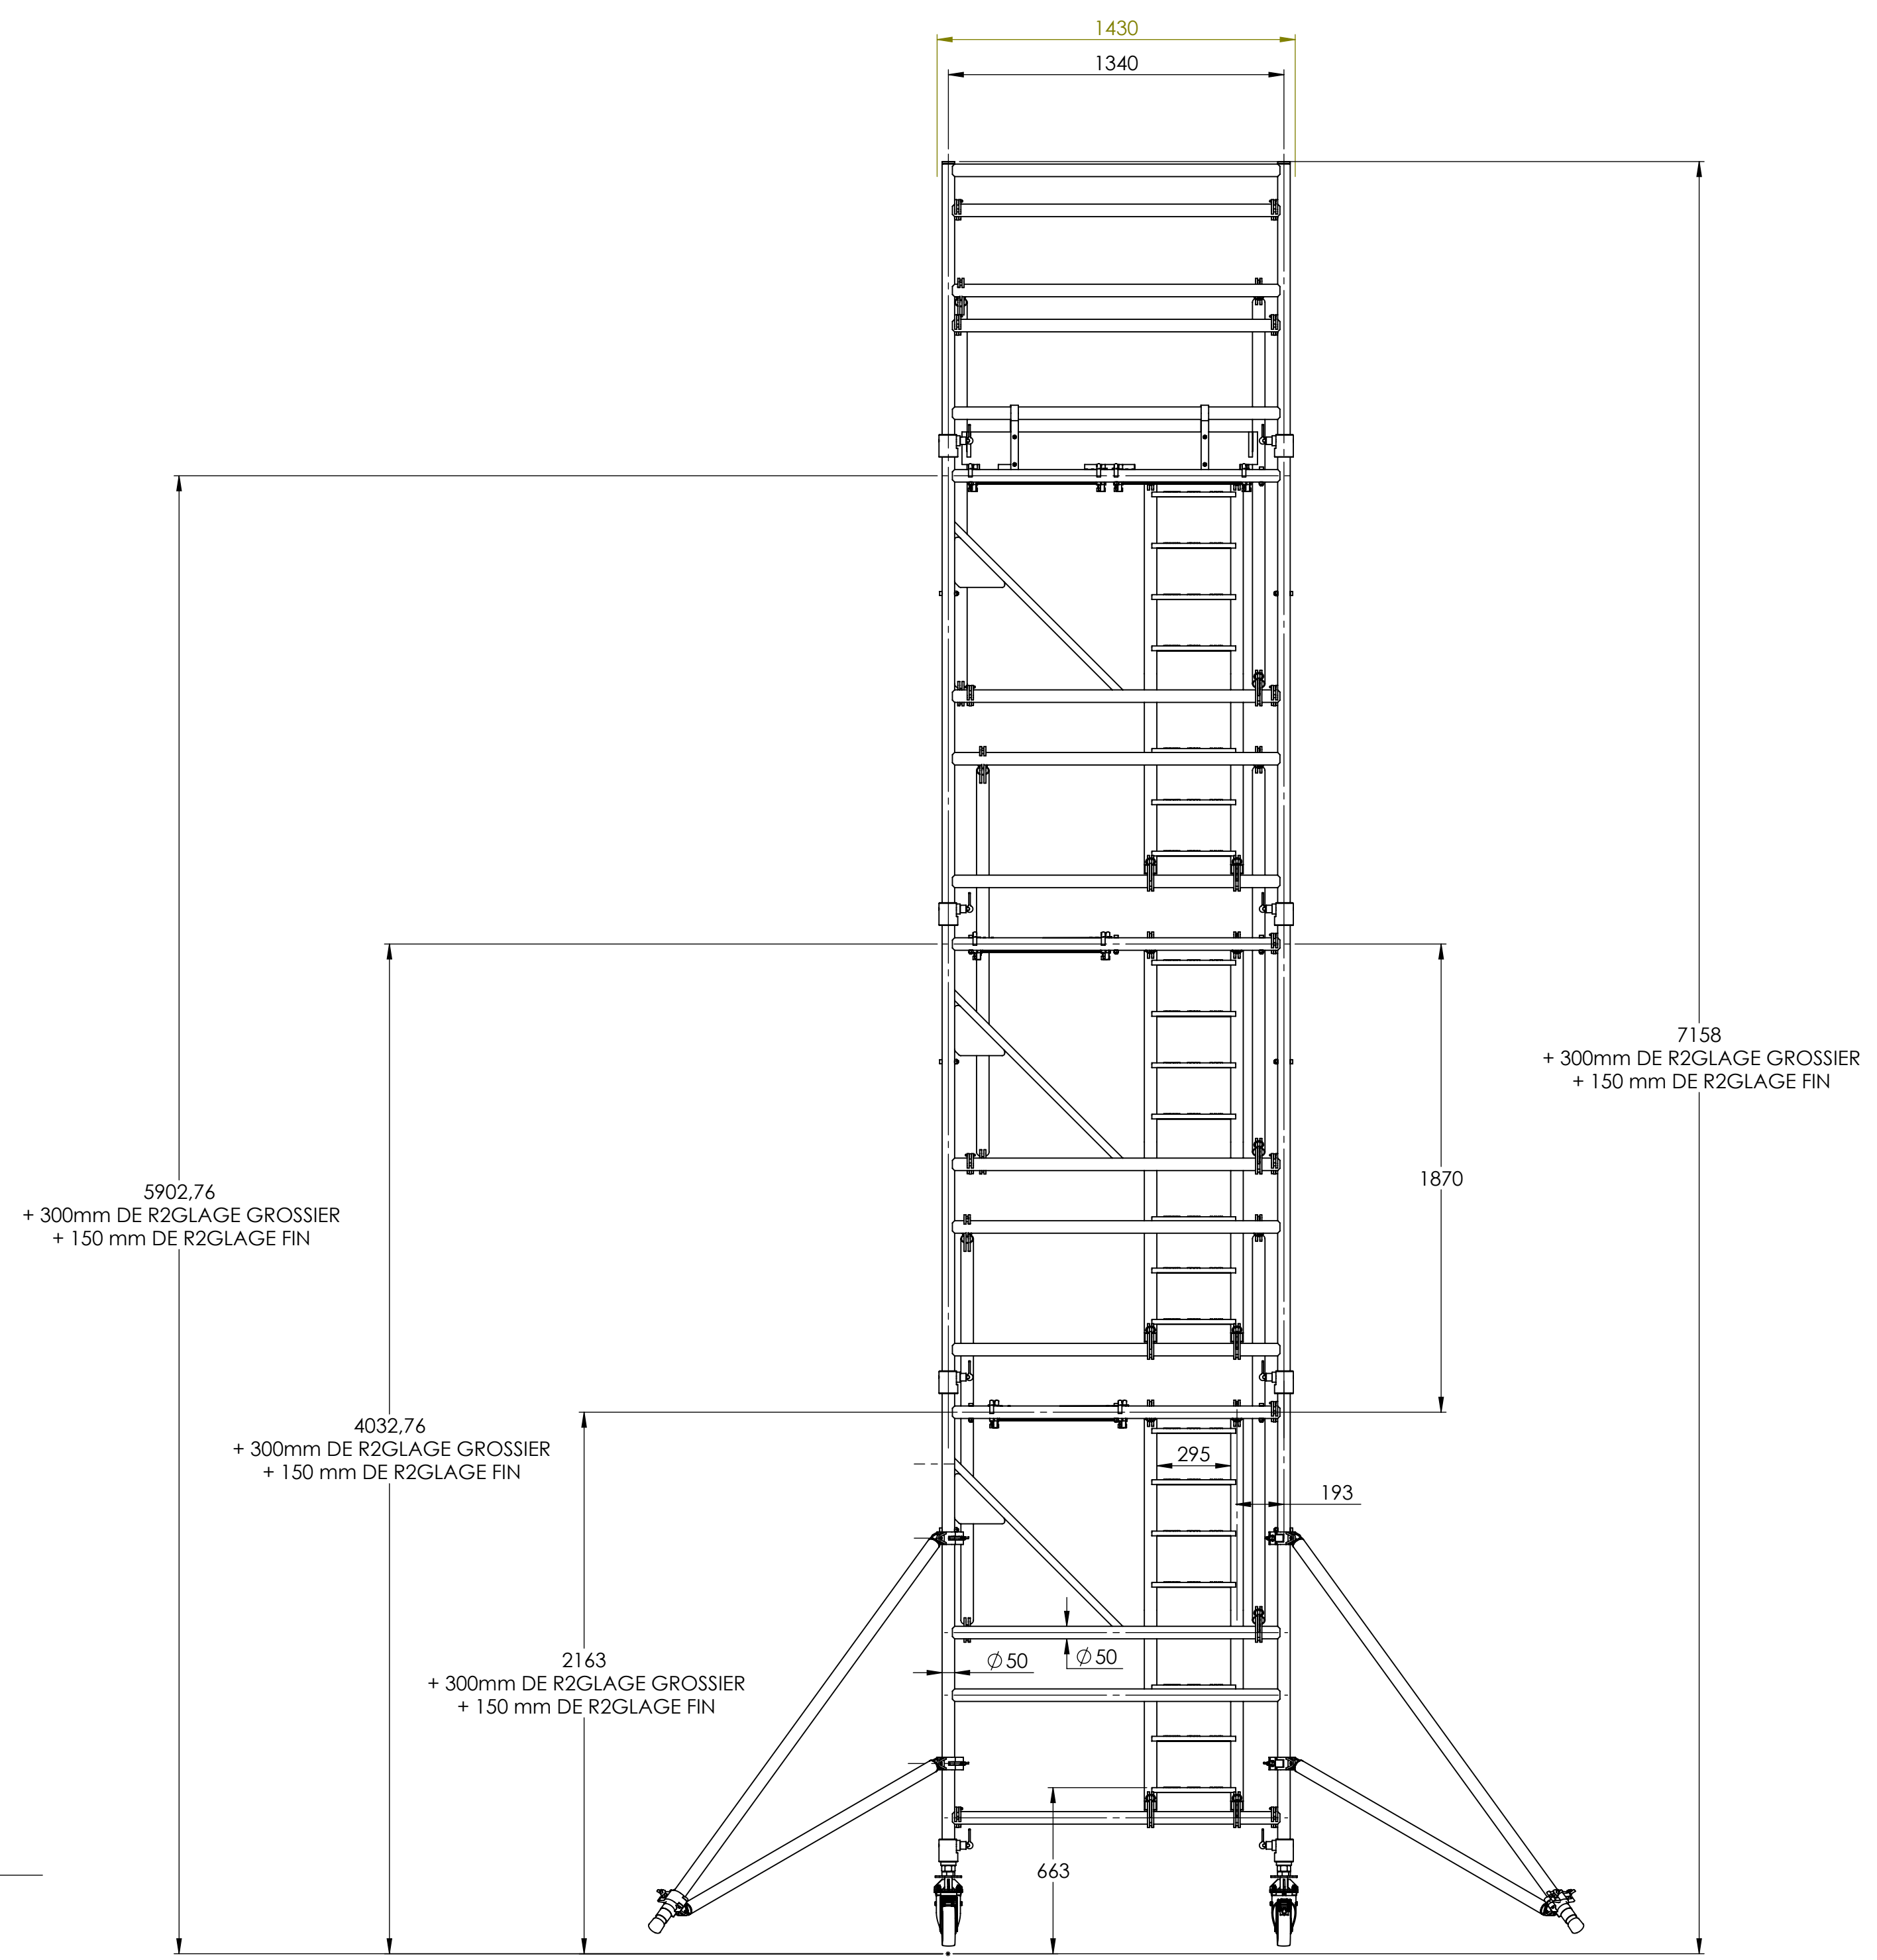 1430
1340
7158
+ 300mm DE R2GLAGE GROSSIER
+ 150 mm DE R2GLAGE FIN
1870
5902,76
+ 300mm DE R2GLAGE GROSSIER
+ 150 mm DE R2GLAGE FIN
4032,76
+ 300mm DE R2GLAGE GROSSIER
+ 150 mm DE R2GLAGE FIN
295
193
2163
+ 300mm DE R2GLAGE GROSSIER
+ 150 mm DE R2GLAGE FIN
∅50
∅50
663